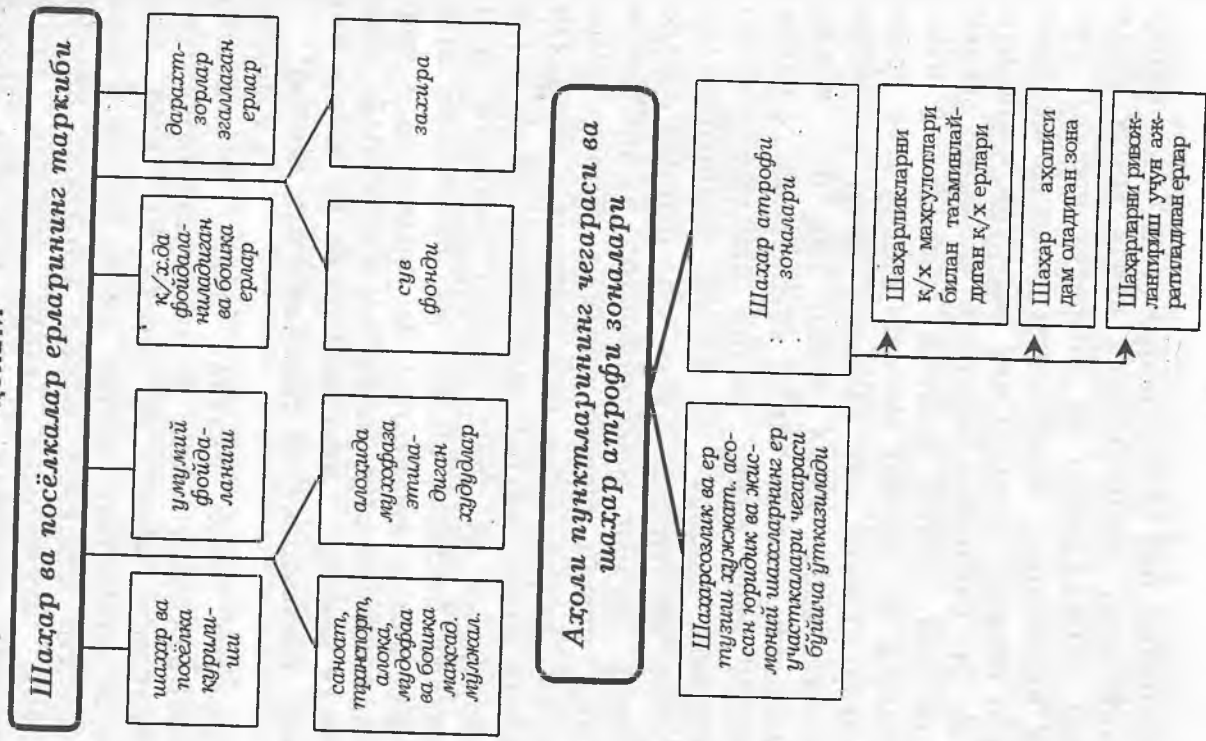 Шаҳар ва посёлкалар ерларининг таркиби
шаҳар ва
посёлка
қурили-
ши
умумий
фойда-
ланиш
қ/х.да
фойдала-
ниладиган
ва бошқа
ерлар
дарахт-
зорлар
эгаллаган
ерлар
саноат,
транспорт,
алоқа,
мудофаа
ва бошқа
мақсад.
мўлжал.
алоҳида
муҳофаза
этила-
диган
ҳудудлар
сув
фонди
захира
Аҳоли пунктларининг чегараси ва
шаҳар атрофи зоналари
Шаҳарсозлик ва ер
тузиш ҳужжат. асо-
сан юридик ва жис-
моний шахсларнинг ер
участкалари чегараси
бўйича ўтказилади
Шаҳар атрофи
зоналари
Шаҳарликларни
қ/х маҳсулотлари
билан таъминлай-
диган қ/х ерлари
Шаҳар аҳолиси
дам оладиган зона
Шаҳарларни ривож-
лантириш учун аж-
ратиладиган ерлар